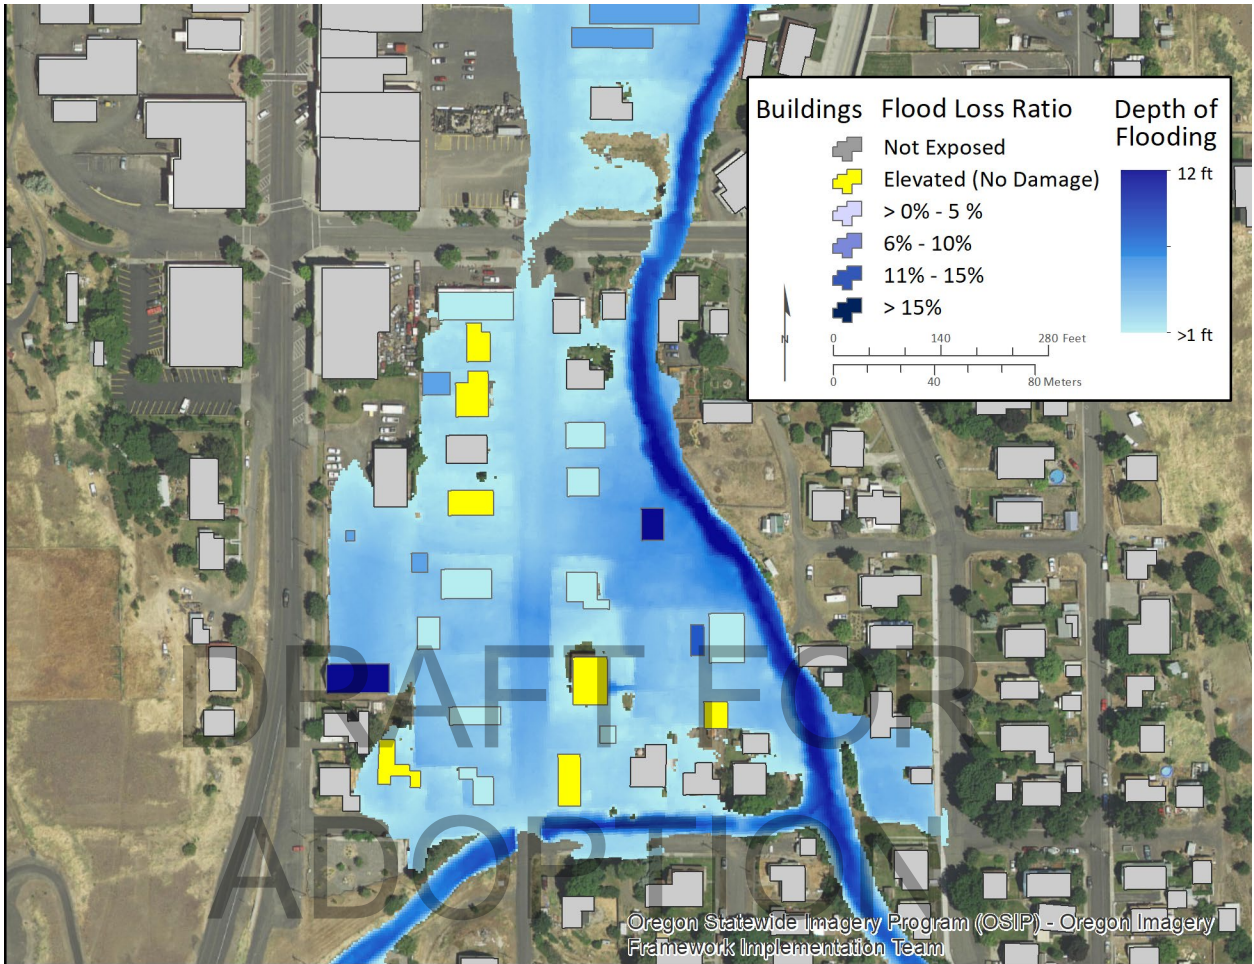 Buildings Flood Loss Ratio
Not Exposed
Elevated (No Damage)
> 0% - 5 %
6% - 10%
11% - 15%
> 15%
Depth of
Flooding
12 ft
>1 ft
N
0 140 280 Feet
0 40 80 Meters
DRAFT FOR
ADOPTION
Oregon Statewide Imagery Program (OSIP) - Oregon Imagery
Framework Implementation Team